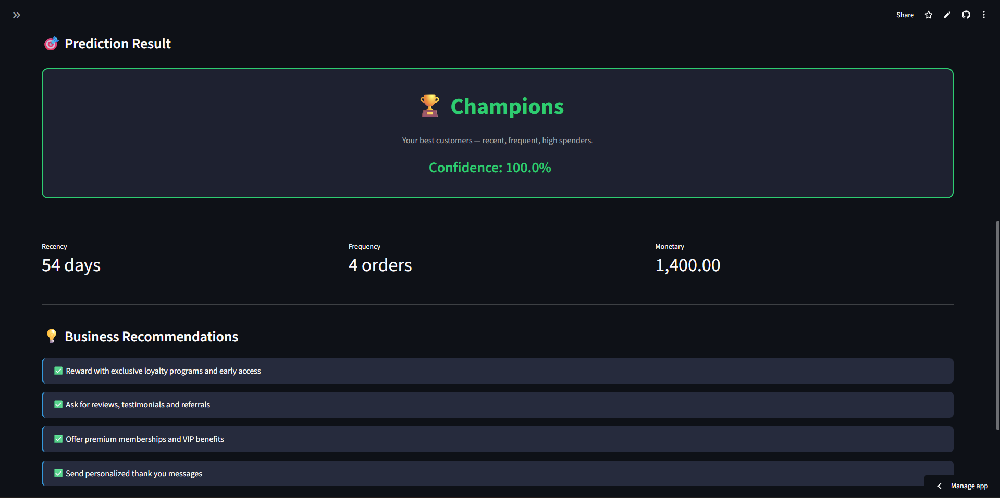 Share
Prediction Result
Champions
Your best customers — recent, frequent, high spenders.
Confidence: 100.0%
Recency
54 days
Frequency
4 orders
Monetary
1,400.00
Business Recommendations
Reward with exclusive loyalty programs and early access
Ask for reviews, testimonials and referrals
Offer premium memberships and VIP benefits
Send personalized thank you messages
Manage app